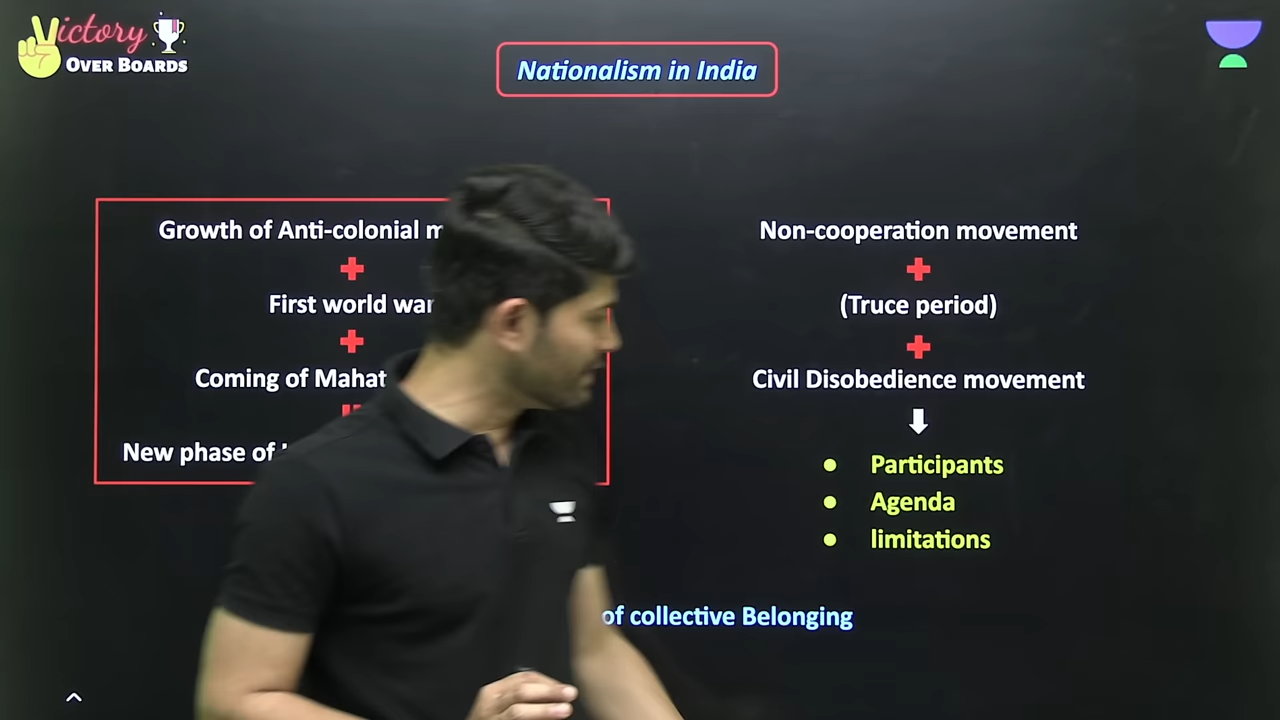 Victory
OVER BOARDS
Nationalism in India
Growth of Anti-colonial
First world war
Coming of
New phase of
Non-cooperation movement
(Truce period)
Civil Disobedience movement
Participants
Agenda
limitations
of collective Belonging